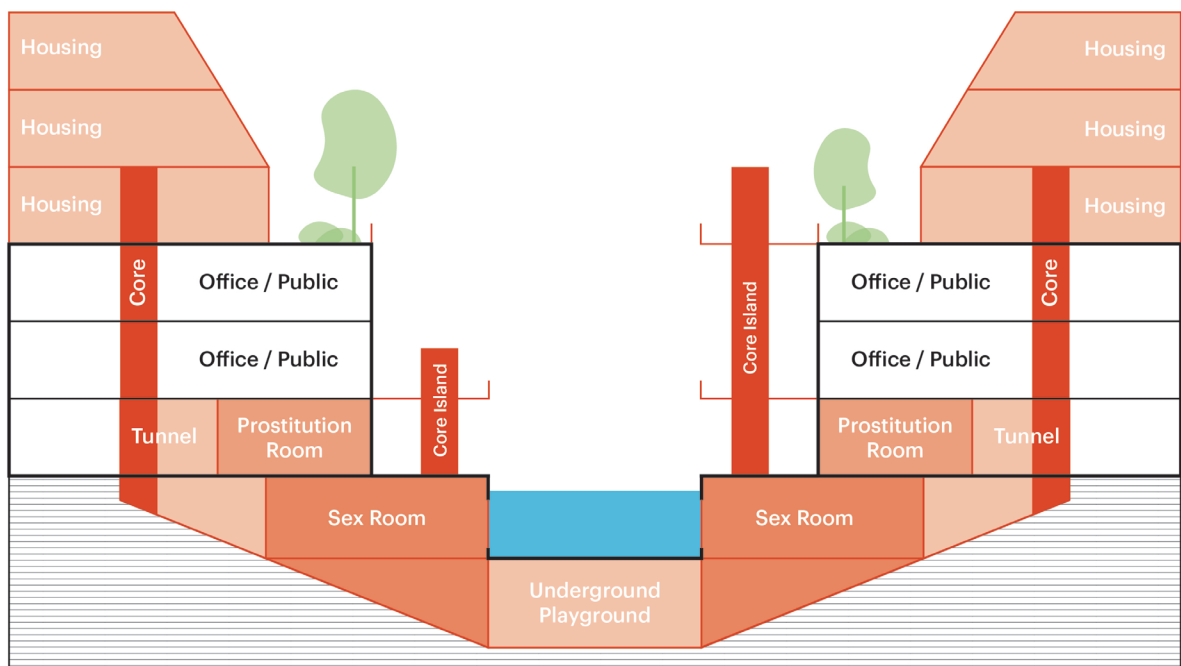 Housing
Housing
Housing
Housing
Housing
Housing
Core
Office / Public
Office / Public
Core
Core Island
Office / Public
Office / Public
Core Island
Tunnel
Prostitution
Room
Prostitution
Room
Tunnel
Sex Room
Sex Room
Underground
Playground